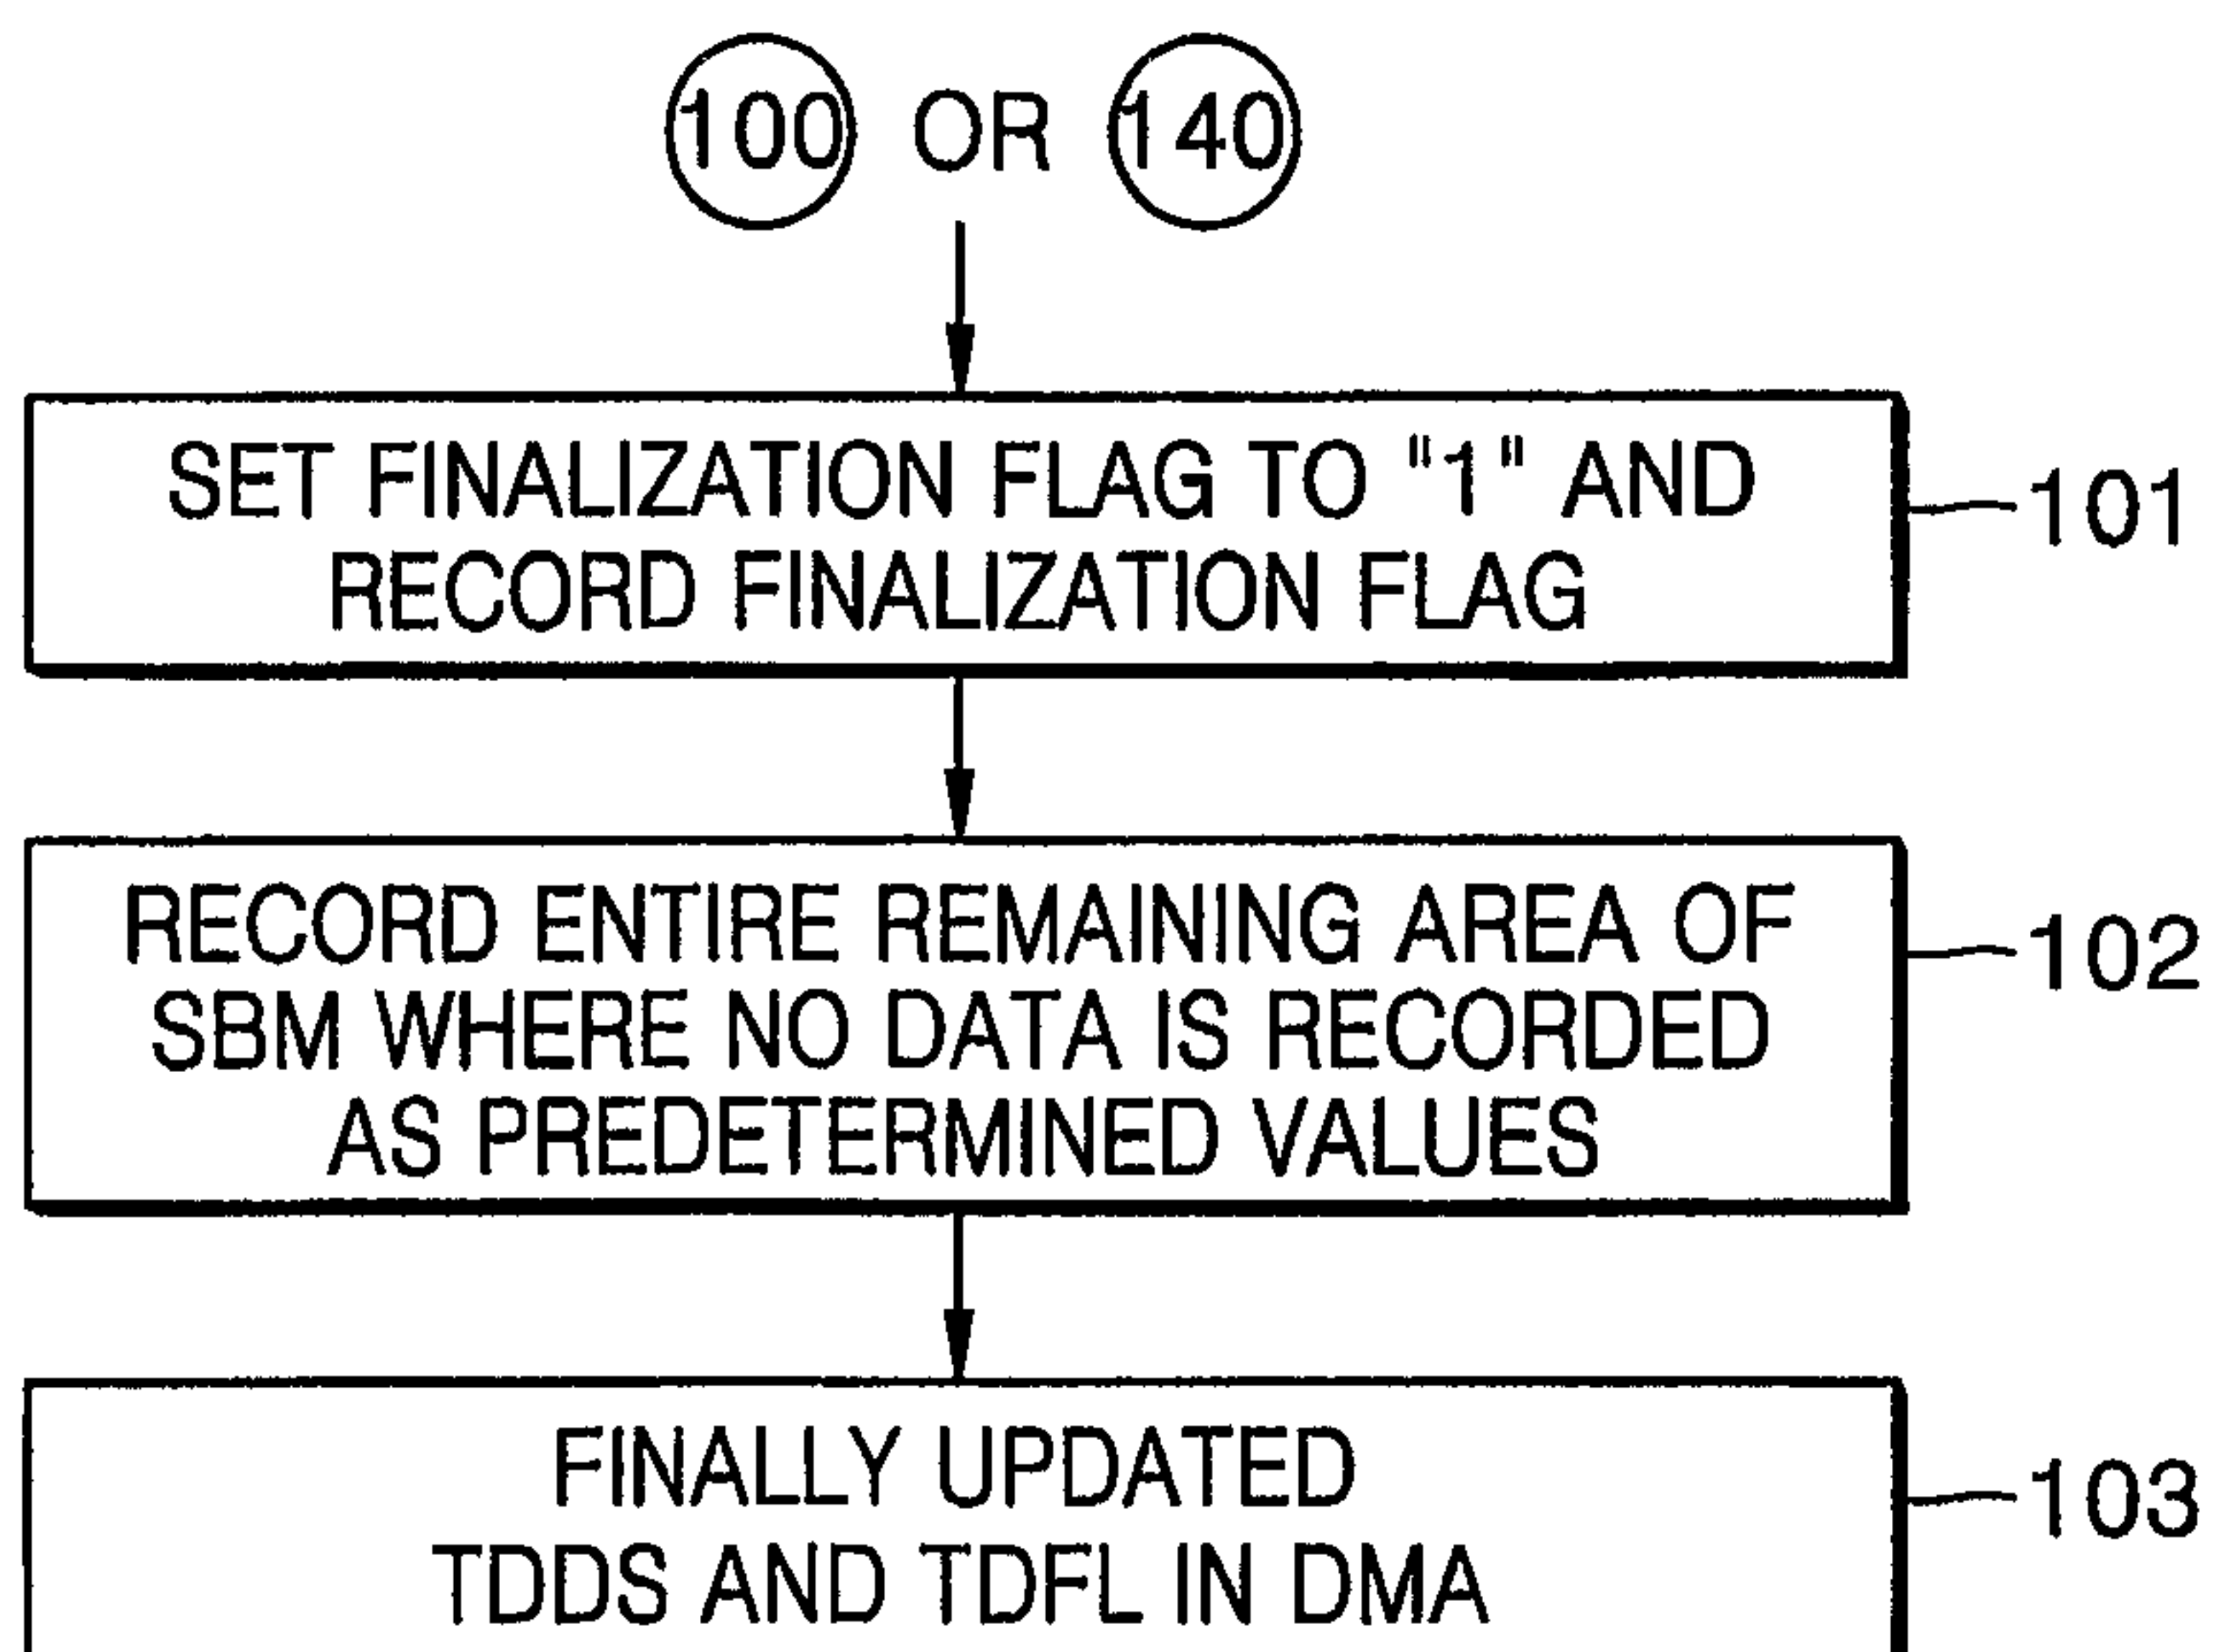 100 OR 140
SET FINALIZATION FLAG TO "1" AND
RECORD FINALIZATION FLAG
101
RECORD ENTIRE REMAINING AREA OF
SBM WHERE NO DATA IS RECORDED
AS PREDETERMINED VALUES
102
FINALLY UPDATED
TDDS AND TDFL IN DMA
103